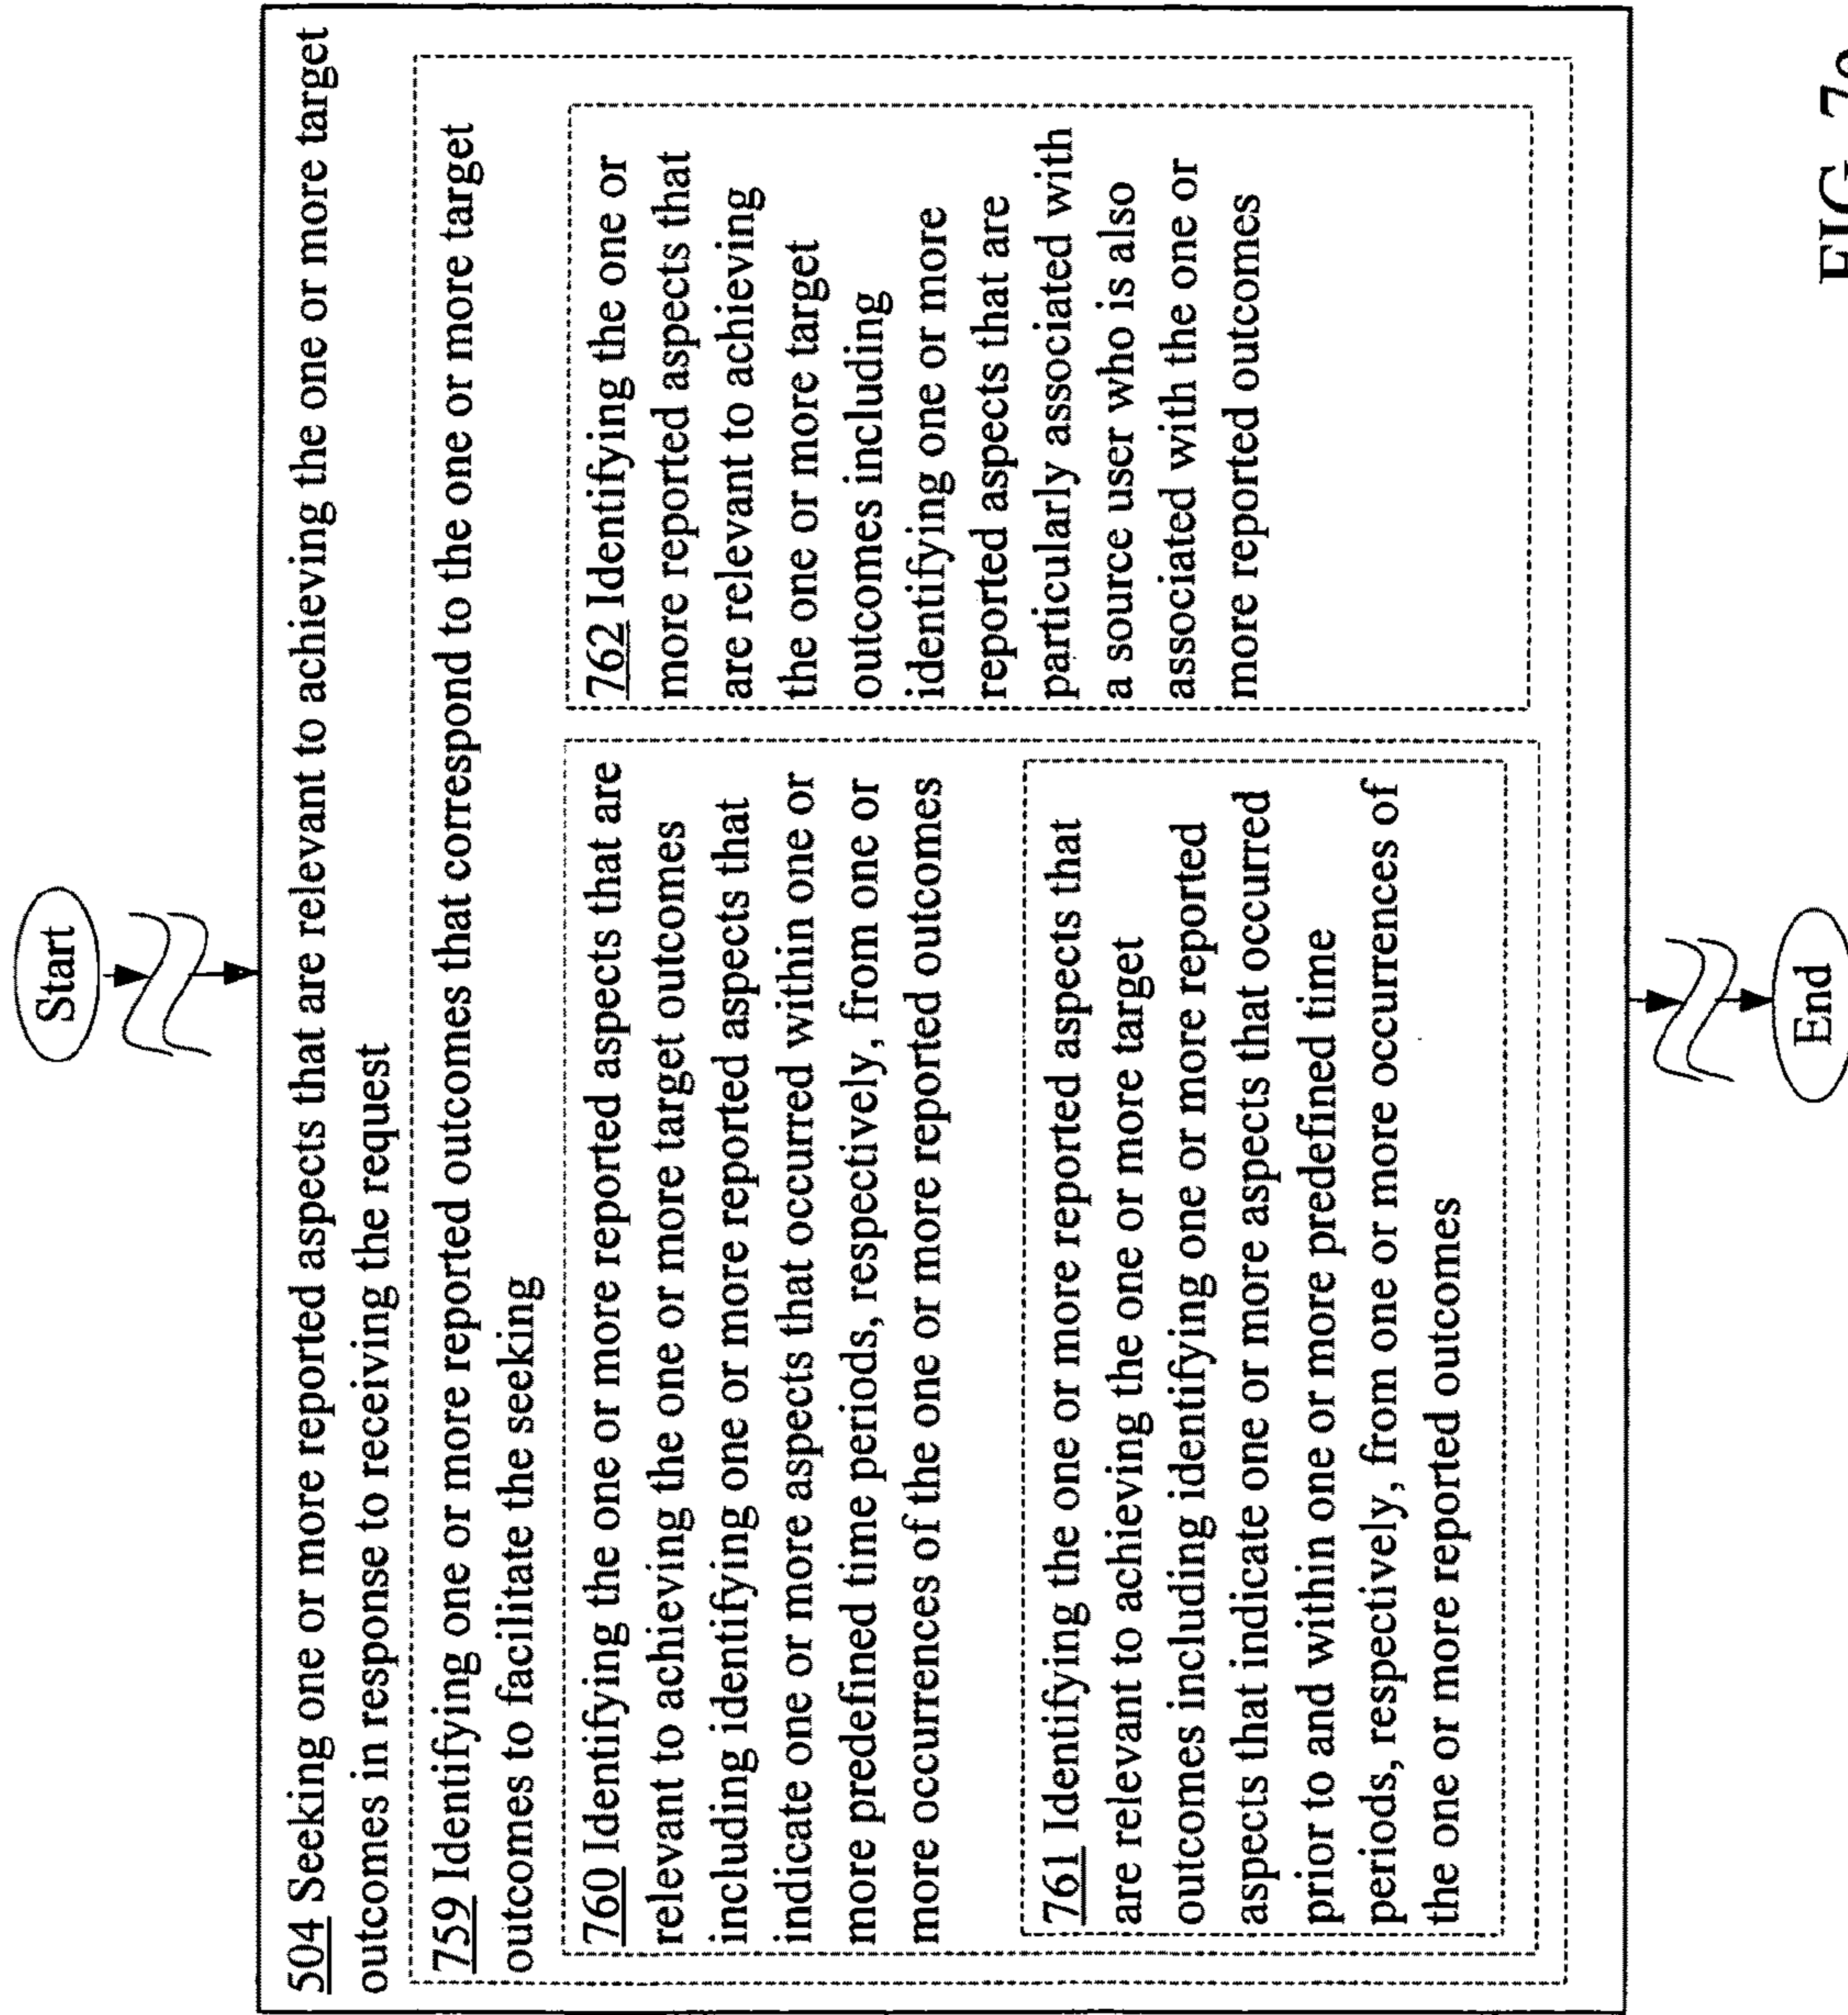 Start
504 Seeking one or more reported aspects that are relevant to achieving the one or more target
outcomes in response to receiving the request
759 Identifying one or more reported outcomes that correspond to the one or more target
outcomes to facilitate the seeking
760 Identifying the one or more reported aspects that are
relevant to achieving the one or more target outcomes
including identifying one or more reported aspects that
indicate one or more aspects that occurred within one or
more predefined time periods, respectively, from one or
more occurrences of the one or more reported outcomes
761 Identifying the one or more reported aspects that
are relevant to achieving the one or more target
outcomes including identifying one or more reported
aspects that indicate one or more aspects that occurred
prior to and within one or more predefined time
periods, respectively, from one or more occurrences of
the one or more reported outcomes
762 Identifying the one or
more reported aspects that
are relevant to achieving
the one or more target
outcomes including
identifying one or more
reported aspects that are
particularly associated with
a source user who is also
associated with the one or
more reported outcomes
End
FIG.